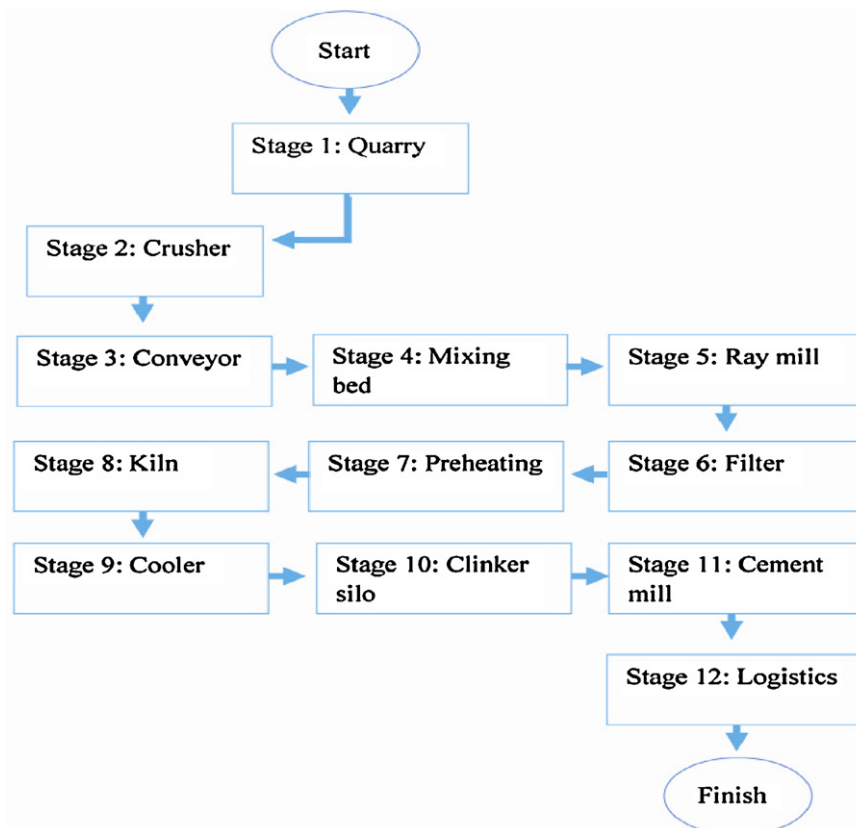 Start
Stage 1: Quarry
Stage 2: Crusher
Stage 3: Conveyor
Stage 4: Mixing
bed
Stage 5: Ray mill
Stage 6: Filter
Stage 7: Preheating
Stage 8: Kiln
Stage 9: Cooler
Stage 10: Clinker
silo
Stage 11: Cement
mill
Stage 12: Logistics
Finish